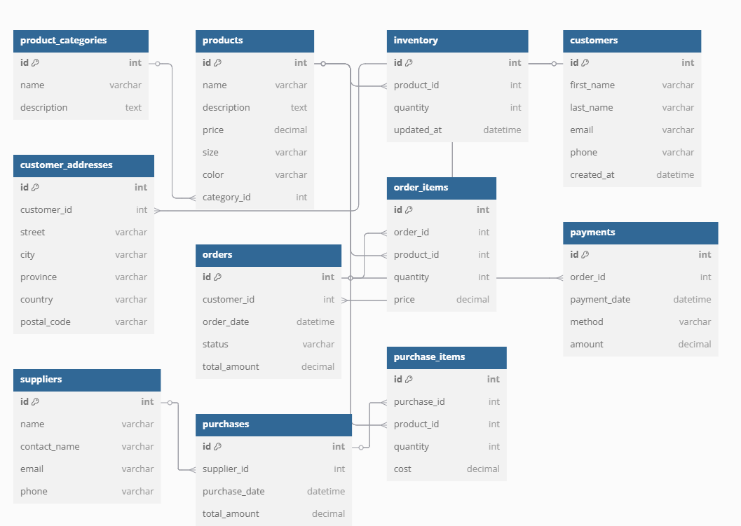 product_categories
id int
name varchar
description text
products
id int
name varchar
description text
price decimal
size varchar
color varchar
category_id int
inventory
id int
product_id int
quantity int
updated_at datetime
customers
id int
first_name varchar
last_name varchar
email varchar
phone varchar
created_at datetime
customer_addresses
id int
customer_id int
street varchar
city varchar
province varchar
country varchar
postal_code varchar
order_items
id int
order_id int
product_id int
quantity int
price decimal
payments
id int
order_id int
payment_date datetime
method varchar
amount decimal
orders
id int
customer_id int
order_date datetime
status varchar
total_amount decimal
purchase_items
id int
purchase_id int
product_id int
quantity int
cost decimal
suppliers
id int
name varchar
contact_name varchar
email varchar
phone varchar
purchases
id int
supplier_id int
purchase_date datetime
total_amount decimal